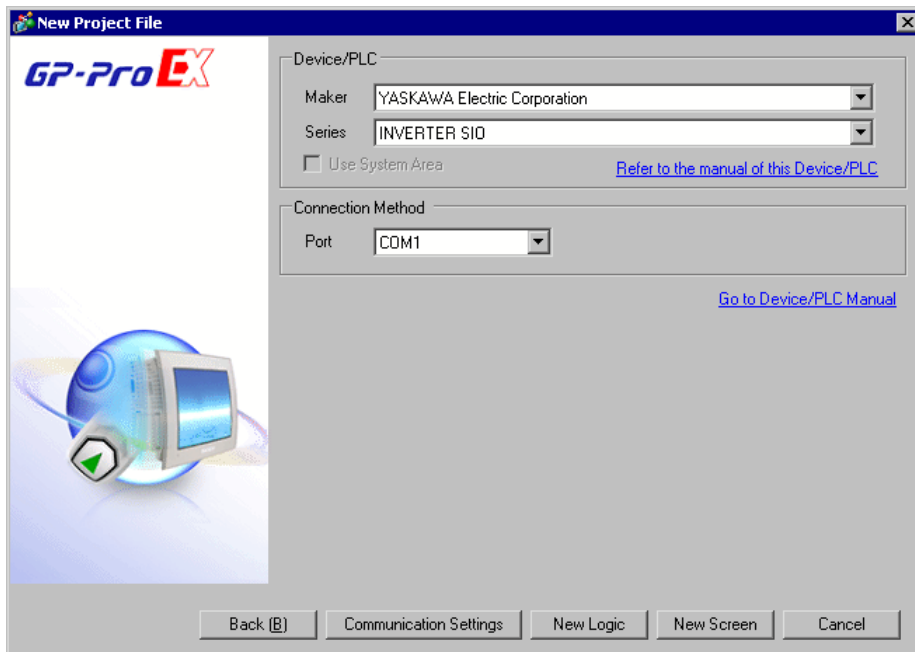 New Project File
GP-Pro EX
Device/PLC
Maker YASKAWA Electric Corporation
Series INVERTER SIO
Use System Area Refer to the manual of this Device/PLC
Connection Method
Port COM1
Go to Device/PLC Manual
Back (B) Communication Settings New Logic New Screen Cancel